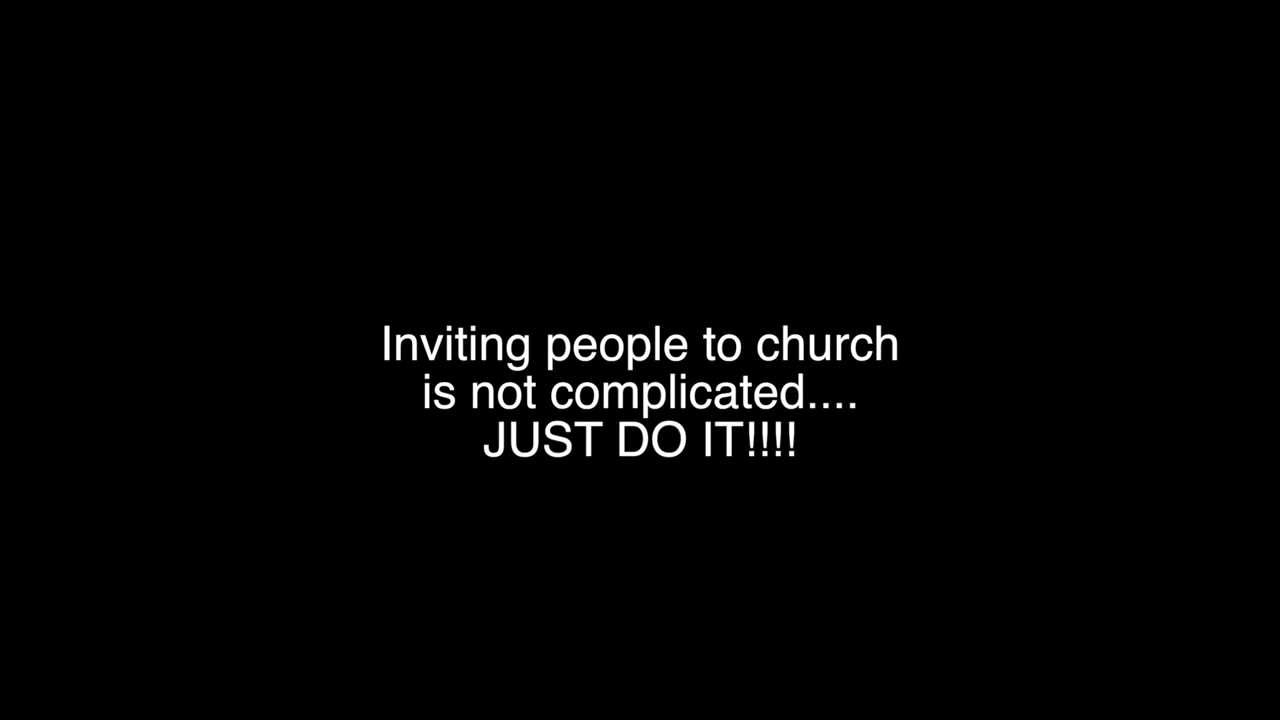 Inviting people to church
is not complicated....
JUST DO IT!!!!